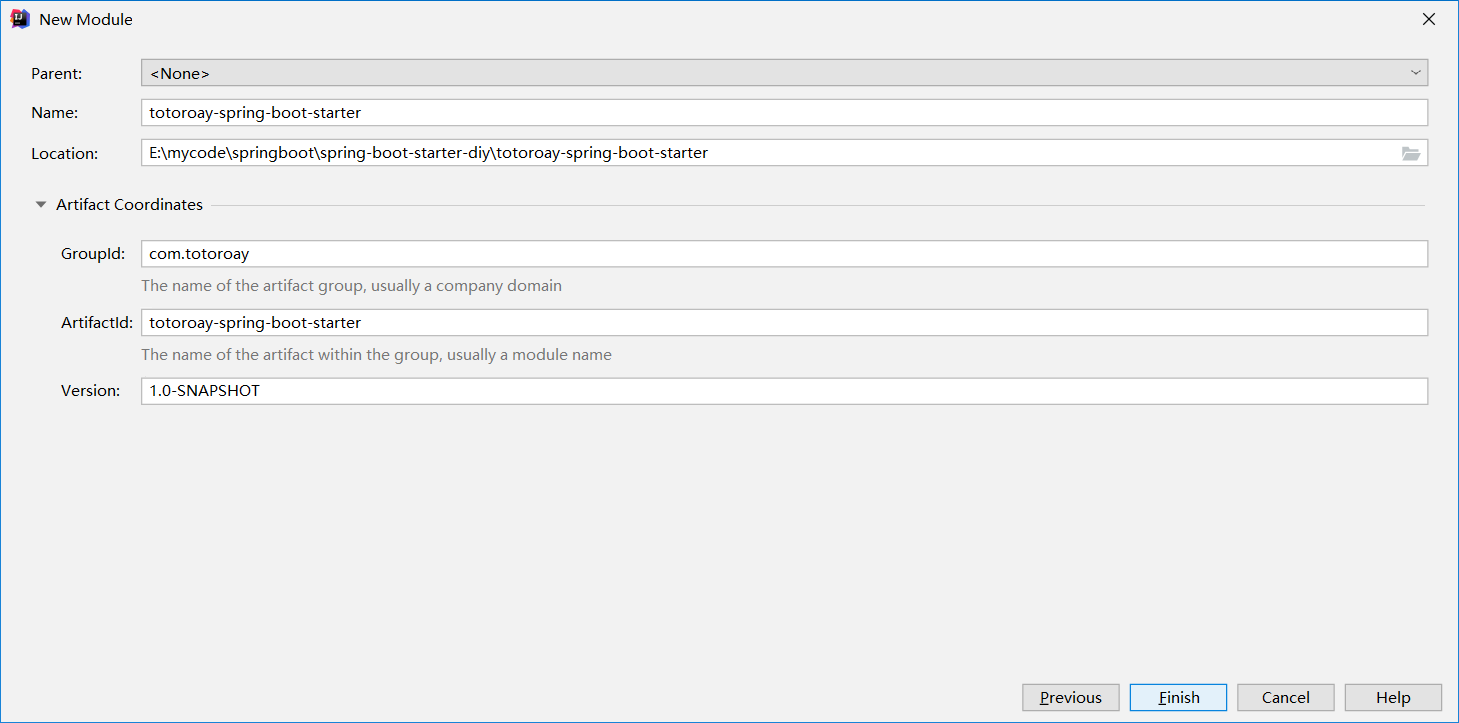 New Module
Parent: <None>
Name: totoroay-spring-boot-starter
Location: E:\mycode\springboot\spring-boot-starter-diy\totoroay-spring-boot-starter
Artifact Coordinates
GroupId: com.totoroay
The name of the artifact group, usually a company domain
ArtifactId: totoroay-spring-boot-starter
The name of the artifact within the group, usually a module name
Version: 1.0-SNAPSHOT
Previous Finish Cancel Help